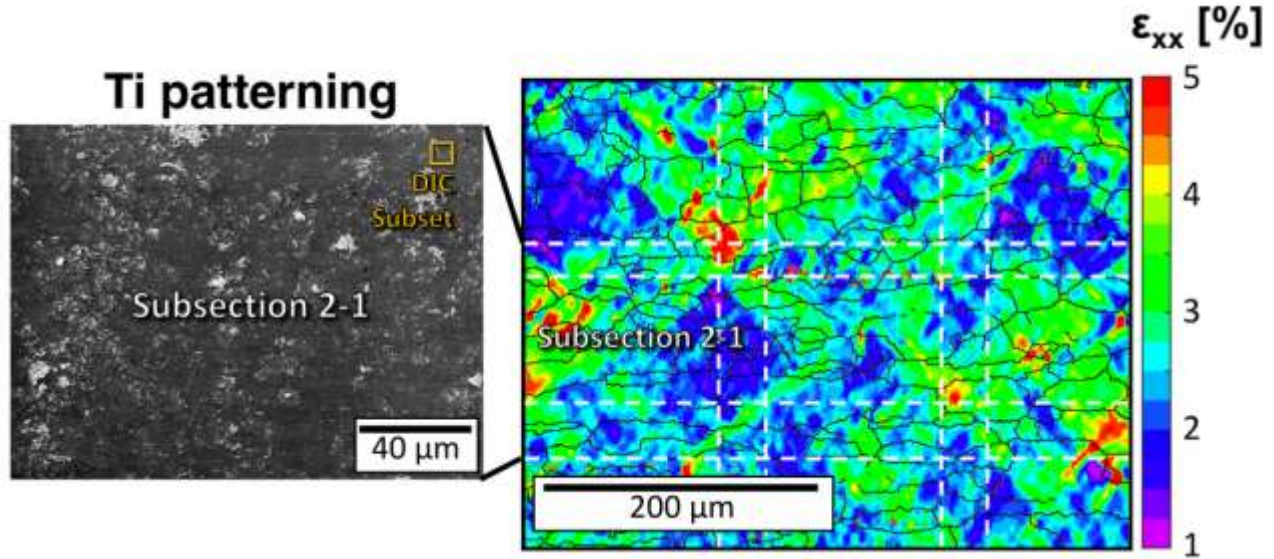 Ti patterning
DIC
Subset
Subsection 2-1
40 μm
Subsection 2-1
200 μm
εxx [%]
5
4
3
2
1